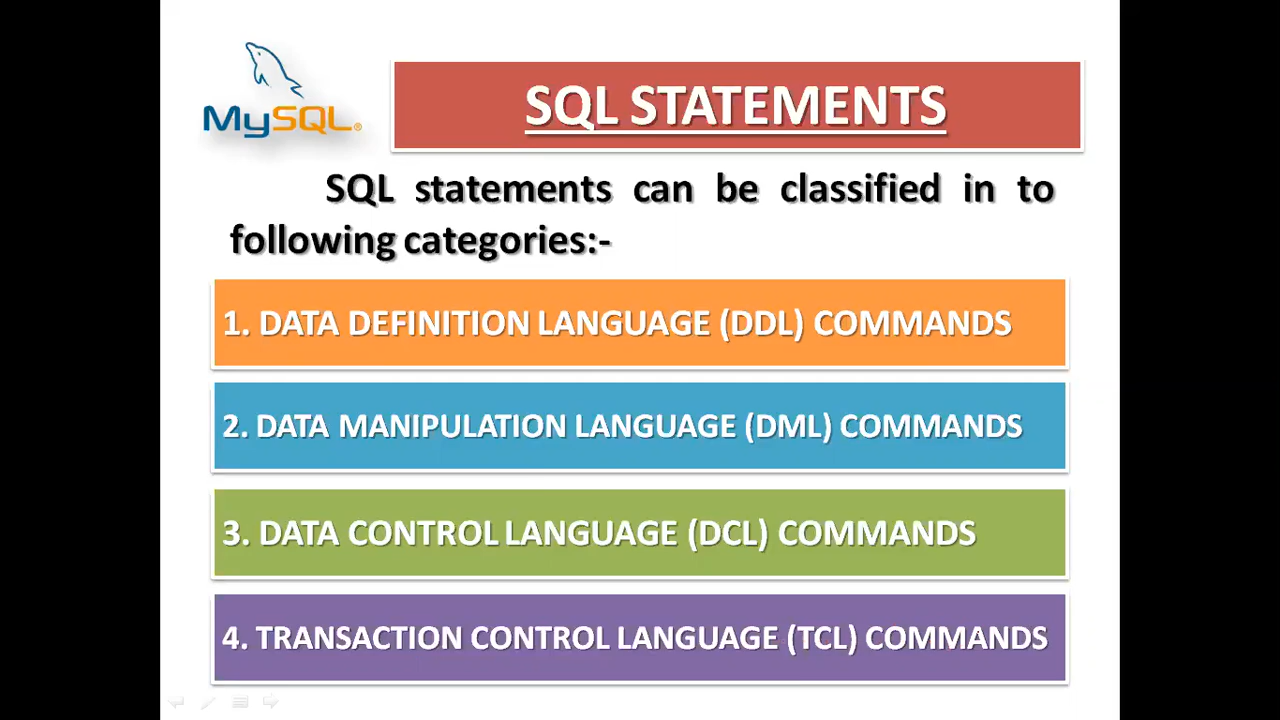 MySQL®
SQL STATEMENTS
SQL statements can be classified in to
following categories:-
1. DATA DEFINITION LANGUAGE (DDL) COMMANDS
2. DATA MANIPULATION LANGUAGE (DML) COMMANDS
3. DATA CONTROL LANGUAGE (DCL) COMMANDS
4. TRANSACTION CONTROL LANGUAGE (TCL) COMMANDS